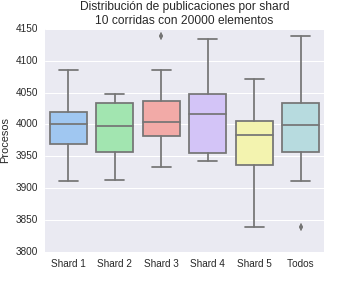 Distribución de publicaciones por shard
10 corridas con 20000 elementos
4150
4100
4050
4000
3950
3900
3850
3800
Procesos
Shard 1 Shard 2 Shard 3 Shard 4 Shard 5 Todos